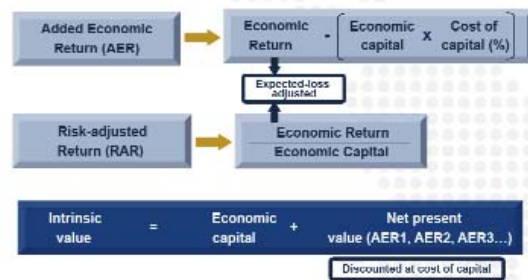 Added Economic
Return (AER)
Economic
Return
-
Economic
capital
x
Cost of
capital (%)
Expected-loss
adjusted
Risk-adjusted
Return (RAR)
Economic Return
Economic Capital
Intrinsic
value
=
Economic
capital
+
Net present
value (AER1, AER2, AER3...)
Discounted at cost of capital